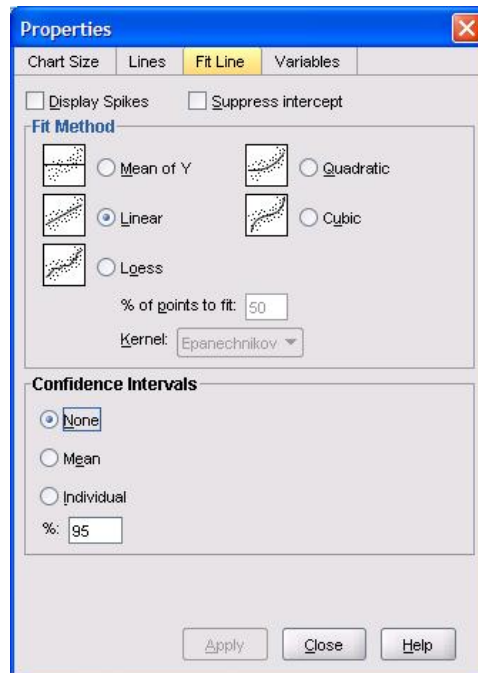 Properties
Chart Size Lines Fit Line Variables
Display Spikes Suppress intercept
Fit Method
Mean of Y Quadratic
Linear Cubic
Loess
% of points to fit: 50
Kernel: Epanechnikov
Confidence Intervals
None
Mean
Individual
%: 95
Apply Close Help